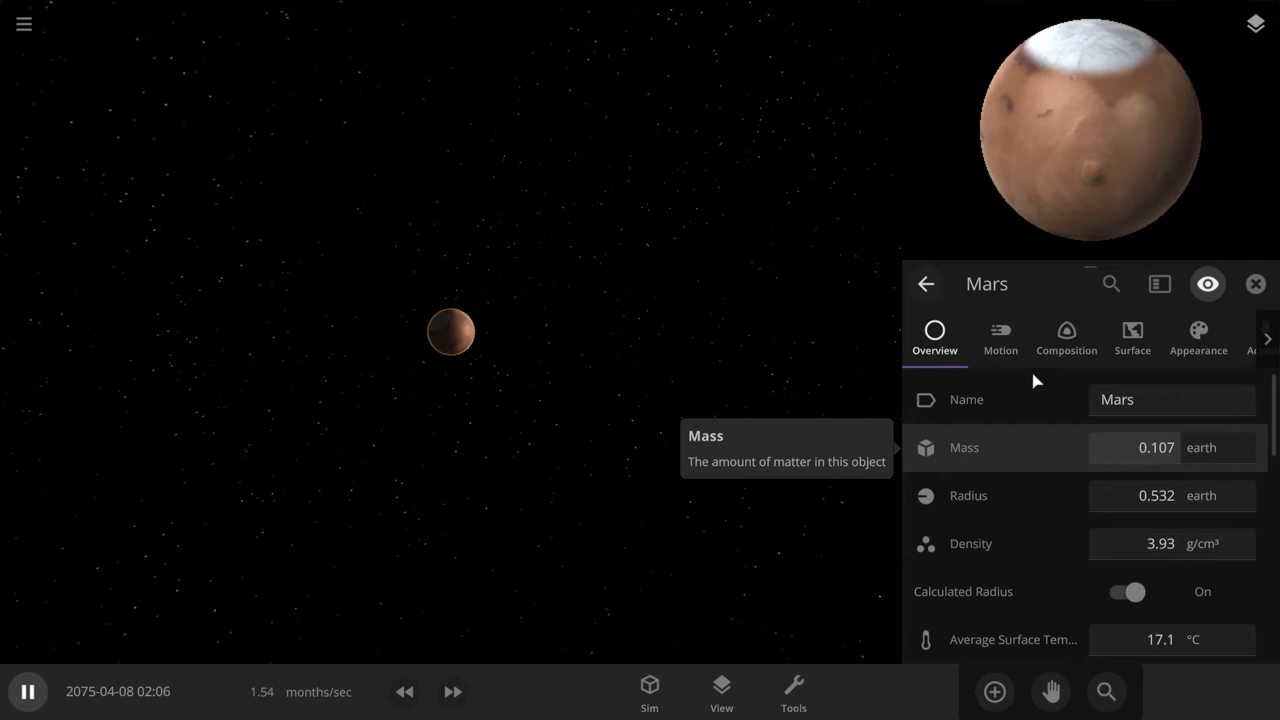 Mars
Overview
Motion
Composition
Surface
Appearance
Name
Mars
Mass
The amount of matter in this object
Mass
0.107 earth
Radius
0.532 earth
Density
3.93 g/cm³
Calculated Radius
On
Average Surface Tem...
17.1 °C
2075-04-08 02:06
1.54 months/sec
Sim
View
Tools